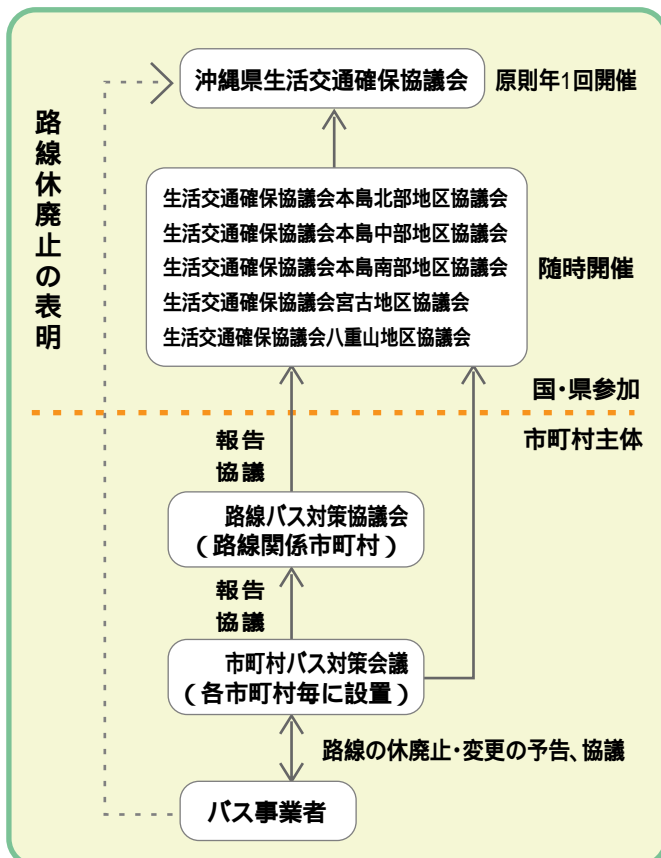 沖縄県生活交通確保協議会
原則年1回開催
路線休廃止の表明
生活交通確保協議会本島北部地区協議会
生活交通確保協議会本島中部地区協議会
生活交通確保協議会本島南部地区協議会
生活交通確保協議会宮古地区協議会
生活交通確保協議会八重山地区協議会
随時開催
国・県参加
市町村主体
報告
協議
路線バス対策協議会
（路線関係市町村）
報告
協議
市町村バス対策会議
（各市町村毎に設置）
路線の休廃止・変更の予告、協議
バス事業者